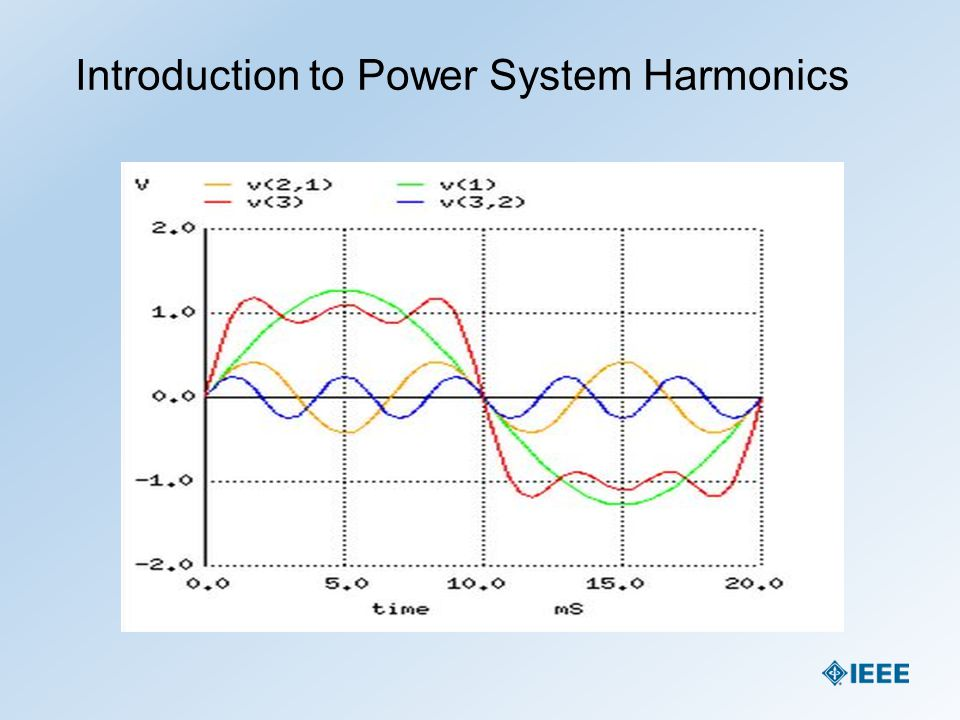 Introduction to Power System Harmonics
V v(2,1) v(1)
v(3) v(3,2)
2.0
1.0
0.0
-1.0
-2.0
0.0 5.0 10.0 15.0 20.0
time mS
IEEE